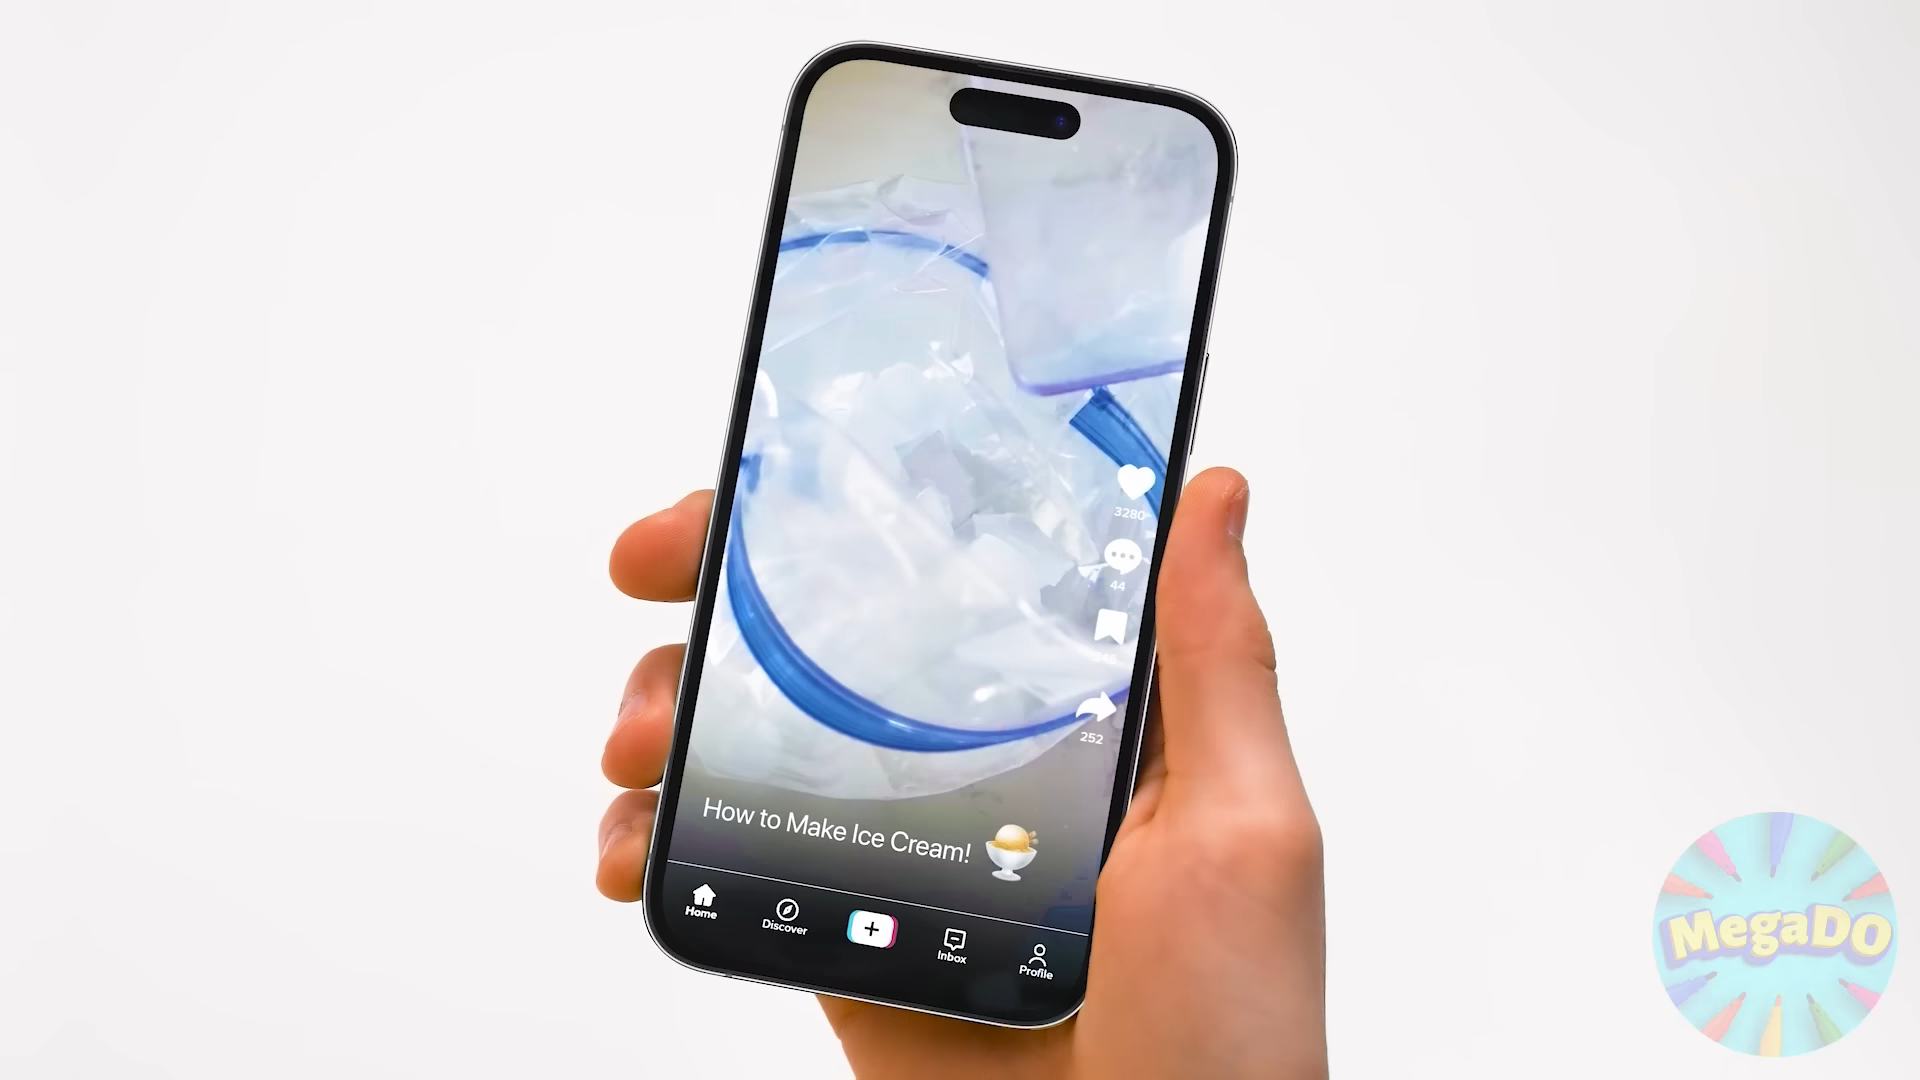 3280
44
252
How to Make Ice Cream!
Home
Discover
Inbox
Profile
MegaDO